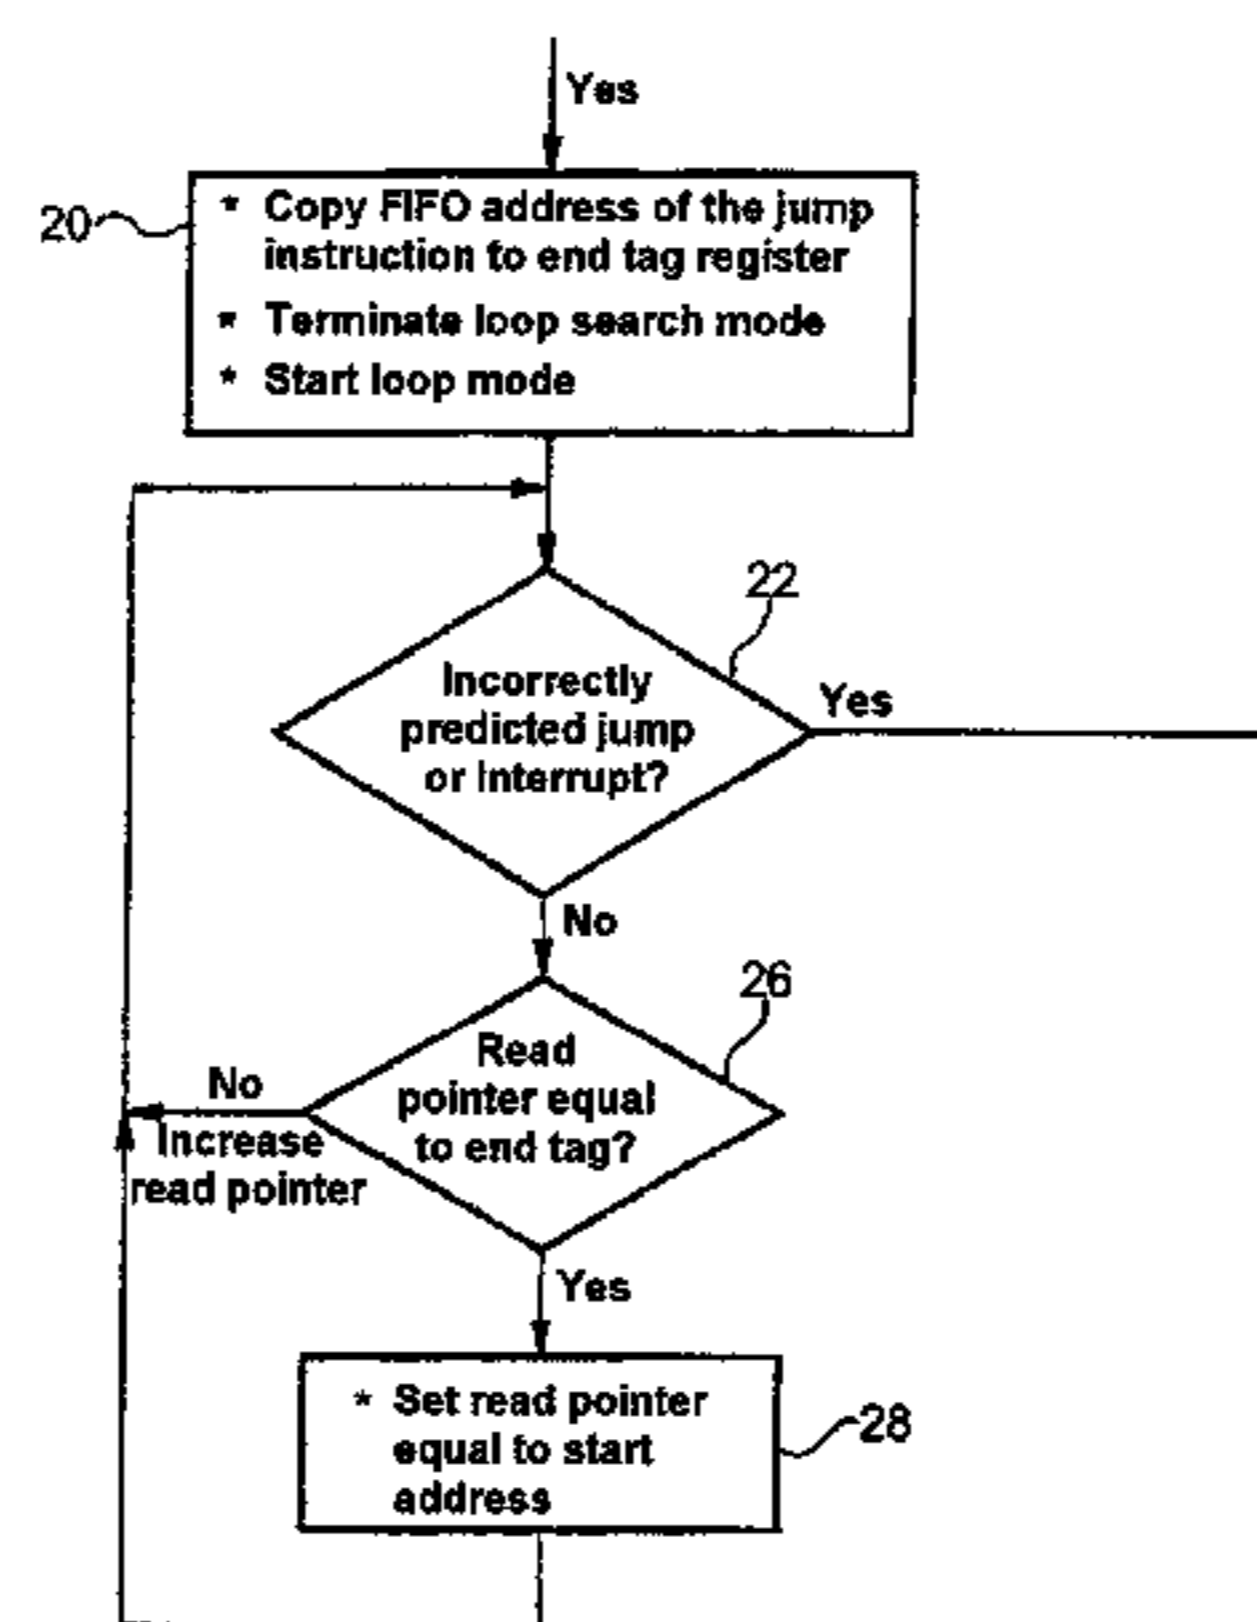 Yes
20
* Copy FIFO address of the jump
instruction to end tag register
* Terminate loop search mode
* Start loop mode
22
Incorrectly
predicted jump
or interrupt?
Yes
No
26
Read
pointer equal
to end tag?
No
Increase
read pointer
Yes
* Set read pointer
equal to start
address
28